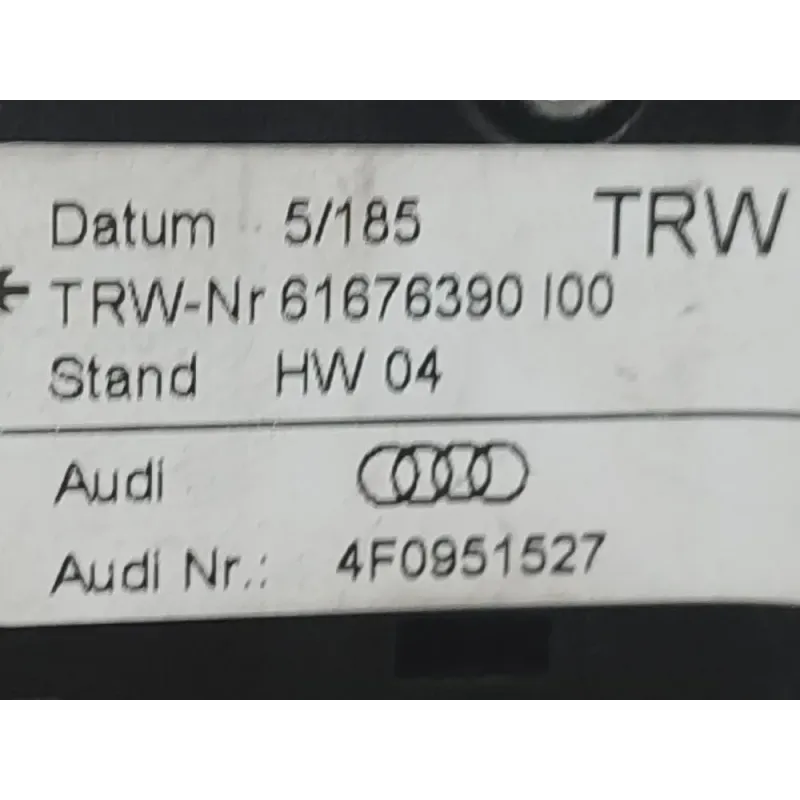 Datum 5/185 TRW
TRW-Nr 61676390 I00
Stand HW 04
Audi
Audi Nr.: 4F0951527